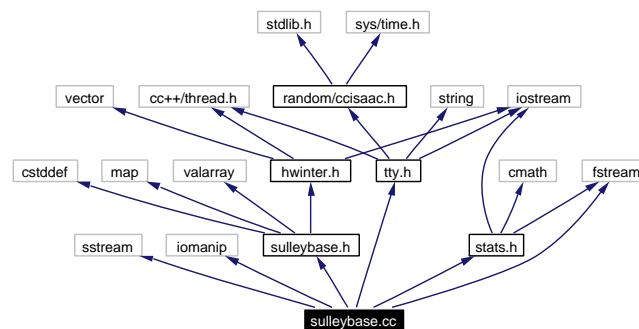 stdlib.h
sys/time.h
vector
cc++/thread.h
random/ccisaac.h
string
iostream
cstddef
map
valarray
hwinter.h
tty.h
cmath
fstream
sstream
iomanip
sulleybase.h
stats.h
sulleybase.cc